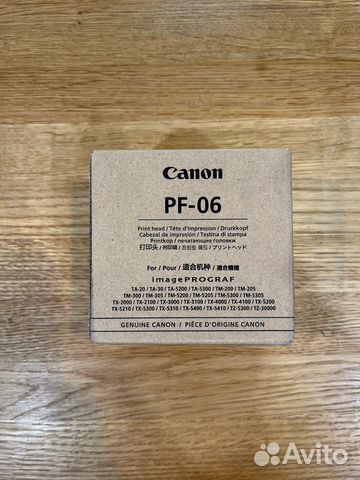 Canon
PF-06
Print head / Tête d'impression / Druckkopf
Cabezal de impresión / Testina di stampa
Printkop / печатающие головки
打印头 / 列印頭 / 프린트 헤드 / プリントヘッド
For / Pour / 适合机种 / 適合機種
imagePROGRAF
TA-20 / TA-30 / TA-5200 / TA-5300 / TM-200 / TM-205
TM-300 / TM-305 / TM-5200 / TM-5205 / TM-5300 / TM-5305
TX-2000 / TX-2100 / TX-3000 / TX-3100 / TX-4000 / TX-4100 / TX-5200
TX-5210 / TX-5300 / TX-5310 / TX-5400 / TX-5410 / TZ-5300 / TZ-30000
GENUINE CANON / PIÈCE D'ORIGINE CANON
Avito